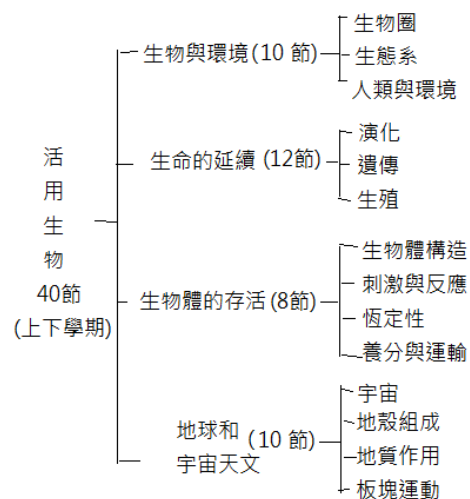 活
用
生
物
40節
(上下學期)
生物與環境(10 節)
生物圈
生態系
人類與環境
生命的延續 (12節)
演化
遺傳
生殖
生物體的存活(8節)
生物體構造
刺激與反應
恆定性
養分與運輸
地球和
宇宙天文
(10 節)
宇宙
地殼組成
地質作用
板塊運動